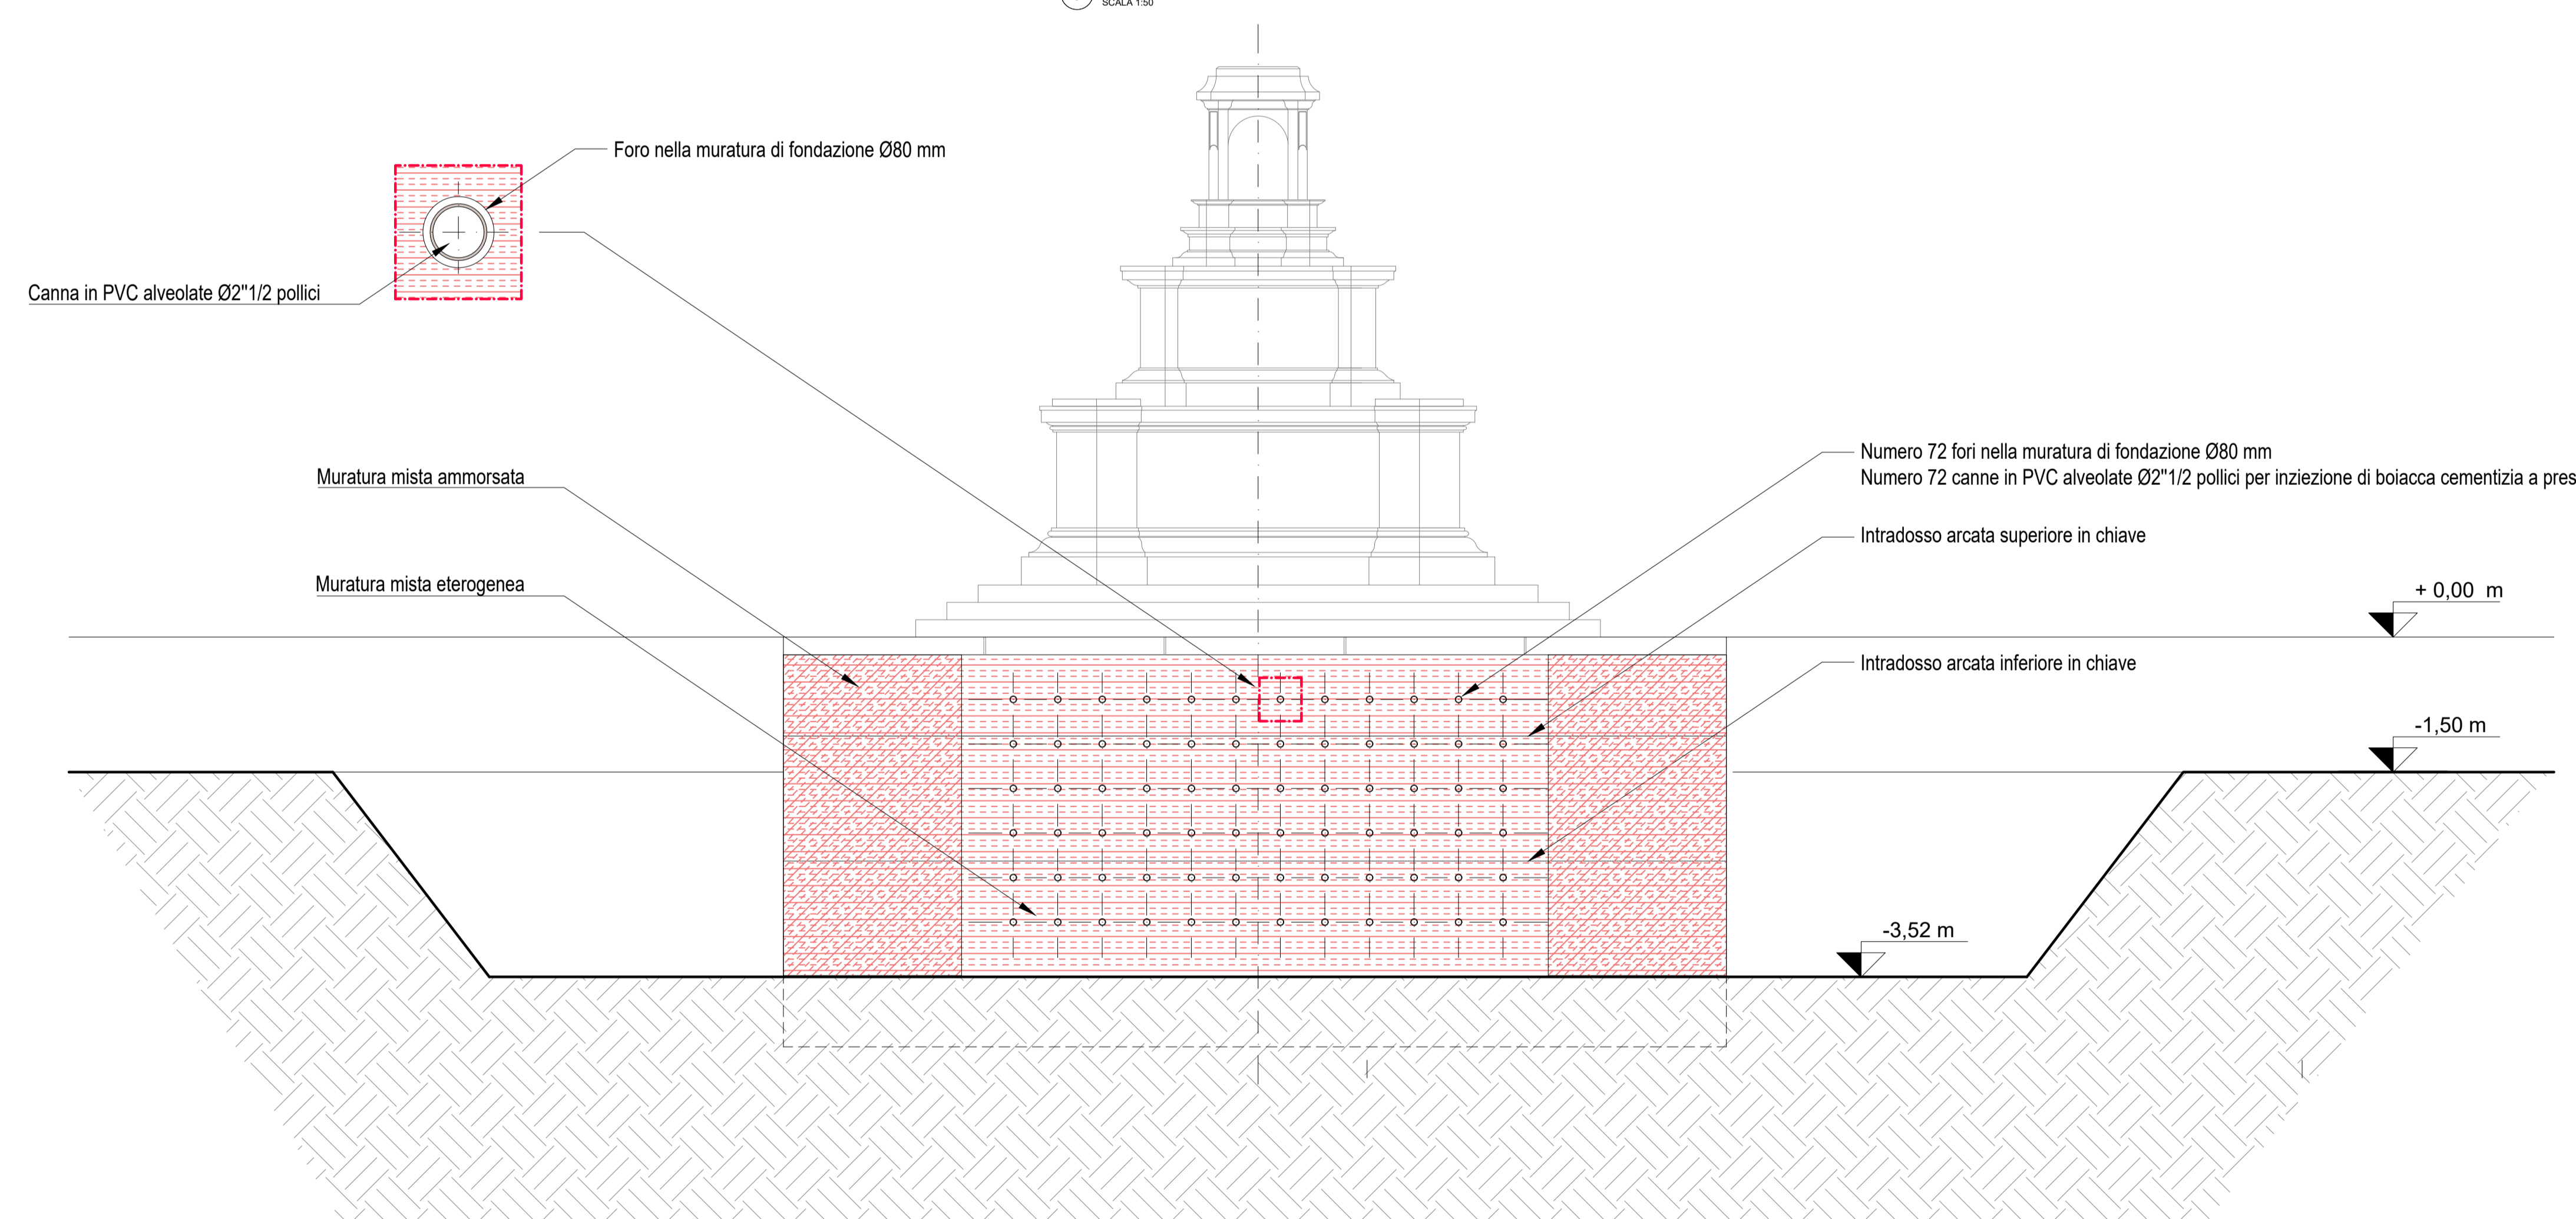 SCALA 1:50
Foro nella muratura di fondazione Ø80 mm
Canna in PVC alveolate Ø2"1/2 pollici
Muratura mista ammorsata
Muratura mista eterogenea
Numero 72 fori nella muratura di fondazione Ø80 mm
Numero 72 canne in PVC alveolate Ø2"1/2 pollici per inziezione di boiacca cementizia a pres
Intradosso arcata superiore in chiave
Intradosso arcata inferiore in chiave
+ 0,00 m
-1,50 m
-3,52 m